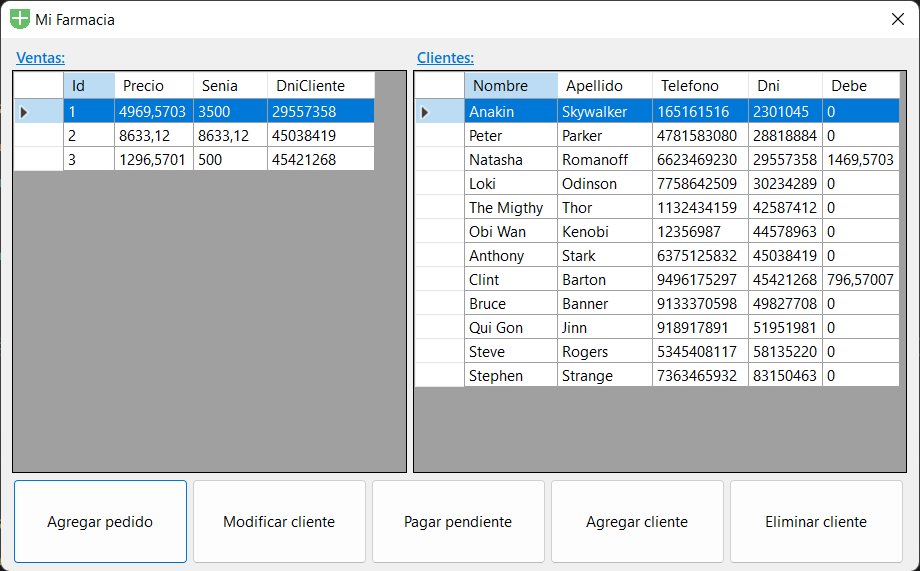 Mi Farmacia
Ventas:
Id Precio Senia DniCliente
1 4969,5703 3500 29557358
2 8633,12 8633,12 45038419
3 1296,5701 500 45421268
Clientes:
Nombre Apellido Telefono Dni Debe
Anakin Skywalker 165161516 2301045 0
Peter Parker 4781583080 28818884 0
Natasha Romanoff 6623469230 29557358 1469,5703
Loki Odinson 7758642509 30234289 0
The Migthy Thor 1132434159 42587412 0
Obi Wan Kenobi 12356987 44578963 0
Anthony Stark 6375125832 45038419 0
Clint Barton 9496175297 45421268 796,57007
Bruce Banner 9133370598 49827708 0
Qui Gon Jinn 918917891 51951981 0
Steve Rogers 5345408117 58135220 0
Stephen Strange 7363465932 83150463 0
Agregar pedido
Modificar cliente
Pagar pendiente
Agregar cliente
Eliminar cliente